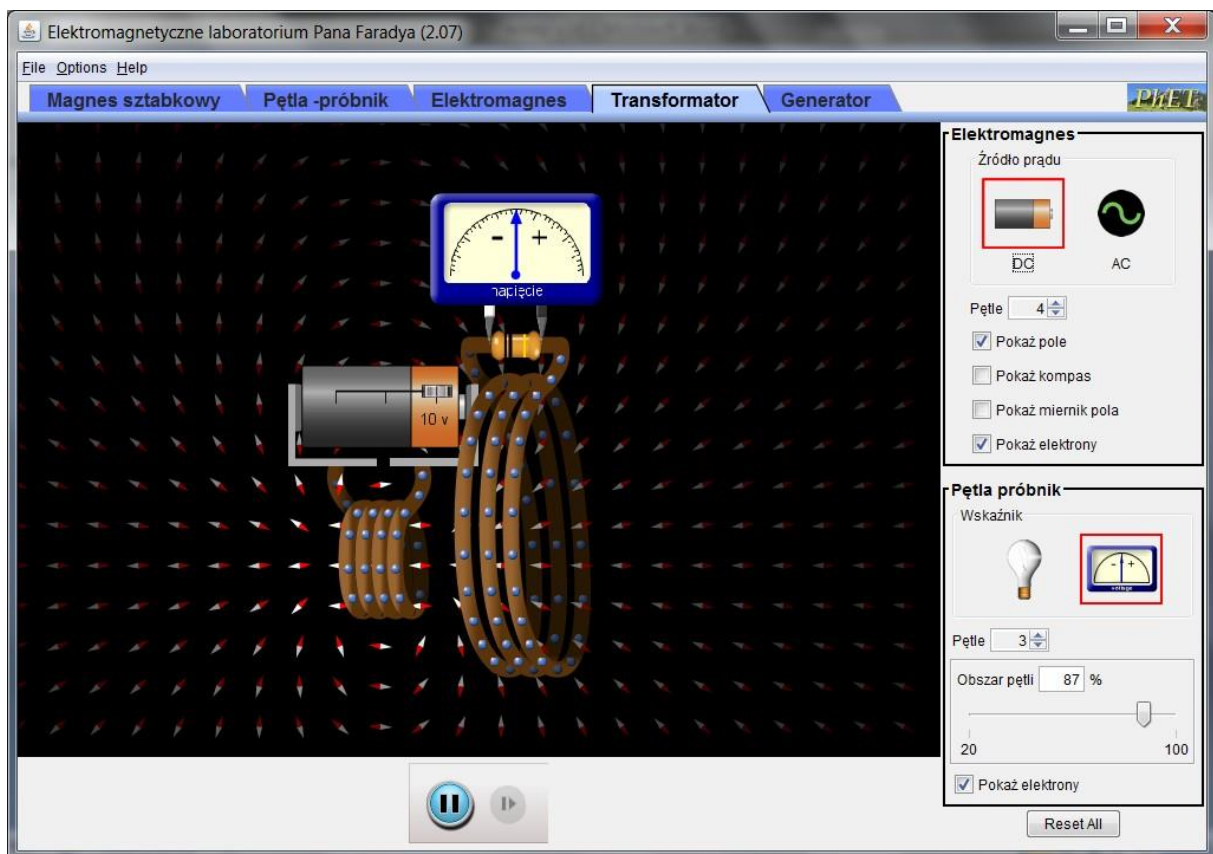 Elektromagnetyczne laboratorium Pana Faradya (2.07)
File Options Help
Magnes sztabkowy Pętla -próbnik Elektromagnes Transformator Generator
PhET
- +
napięcie
10 v
Elektromagnes
Źródło prądu
DC AC
Pętle 4
Pokaż pole
Pokaż kompas
Pokaż miernik pola
Pokaż elektrony
Pętla próbnik
Wskaźnik
- +
voltage
Pętle 3
Obszar pętli 87 %
20 100
Pokaż elektrony
Reset All